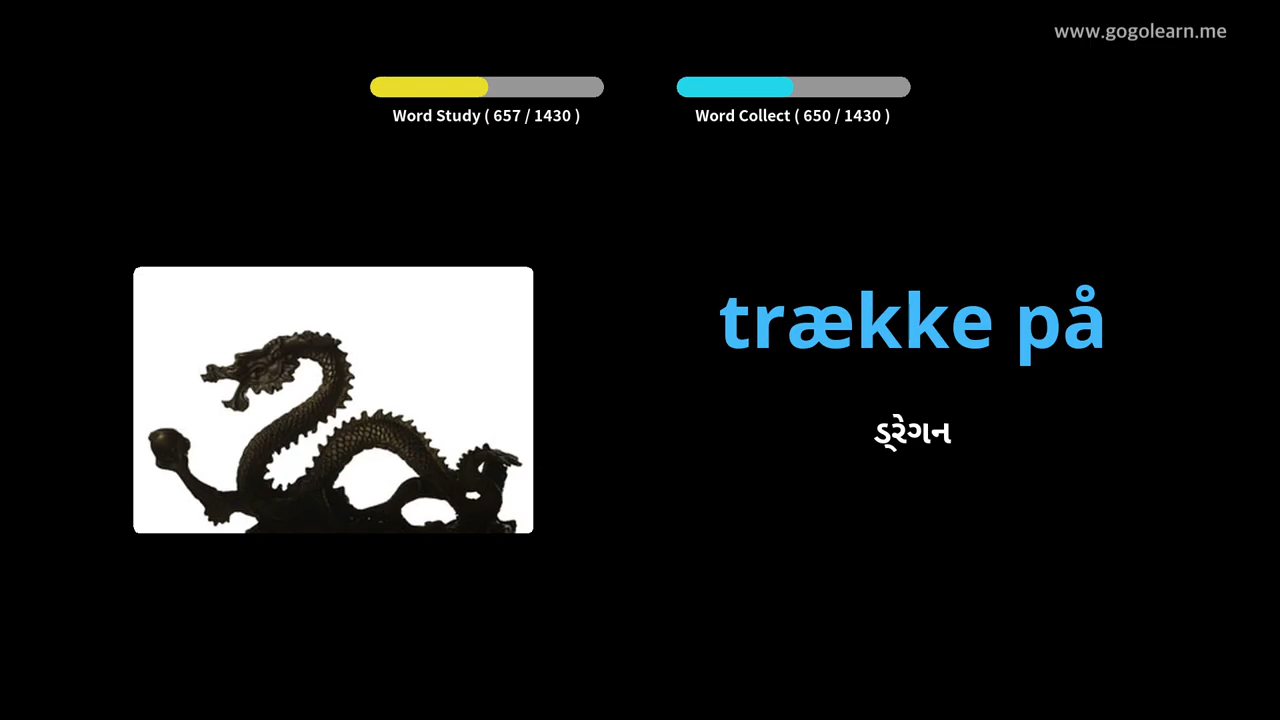 www.gogolearn.me
Word Study ( 657 / 1430 )
Word Collect ( 650 / 1430 )
trække på
ડ્રેગન